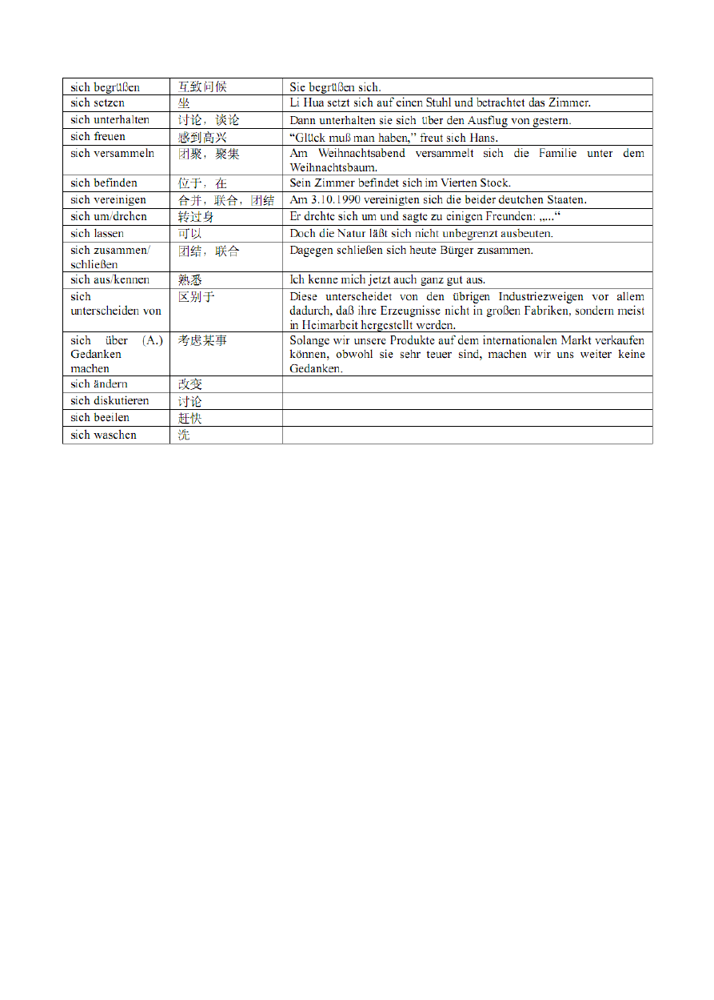 sich begrüßen 互致问候 Sie begrüßen sich.
sich setzen 坐 Li Hua setzt sich auf einen Stuhl und betrachtet das Zimmer.
sich unterhalten 讨论，谈论 Dann unterhalten sie sich über den Ausflug von gestern.
sich freuen 感到高兴 “Glück muß man haben,” freut sich Hans.
sich versammeln 团聚，聚集 Am Weihnachtsabend versammelt sich die Familie unter dem
Weihnachtsbaum.
sich befinden 位于，在 Sein Zimmer befindet sich im Vierten Stock.
sich vereinigen 合并，联合，团结 Am 3.10.1990 vereinigten sich die beider deutchen Staaten.
sich um/drehen 转过身 Er drehte sich um und sagte zu einigen Freunden: „...“
sich lassen 可以 Doch die Natur läßt sich nicht unbegrenzt ausbeuten.
sich zusammen/ 团结，联合 Dagegen schließen sich heute Bürger zusammen.
schließen
sich aus/kennen 熟悉 Ich kenne mich jetzt auch ganz gut aus.
sich 区别于 Diese unterscheidet von den übrigen Industriezweigen vor allem
unterscheiden von dadurch, daß ihre Erzeugnisse nicht in großen Fabriken, sondern meist
in Heimarbeit hergestellt werden.
sich über (A.) 考虑某事 Solange wir unsere Produkte auf dem internationalen Markt verkaufen
Gedanken können, obwohl sie sehr teuer sind, machen wir uns weiter keine
machen Gedanken.
sich ändern 改变
sich diskutieren 讨论
sich beeilen 赶快
sich waschen 洗